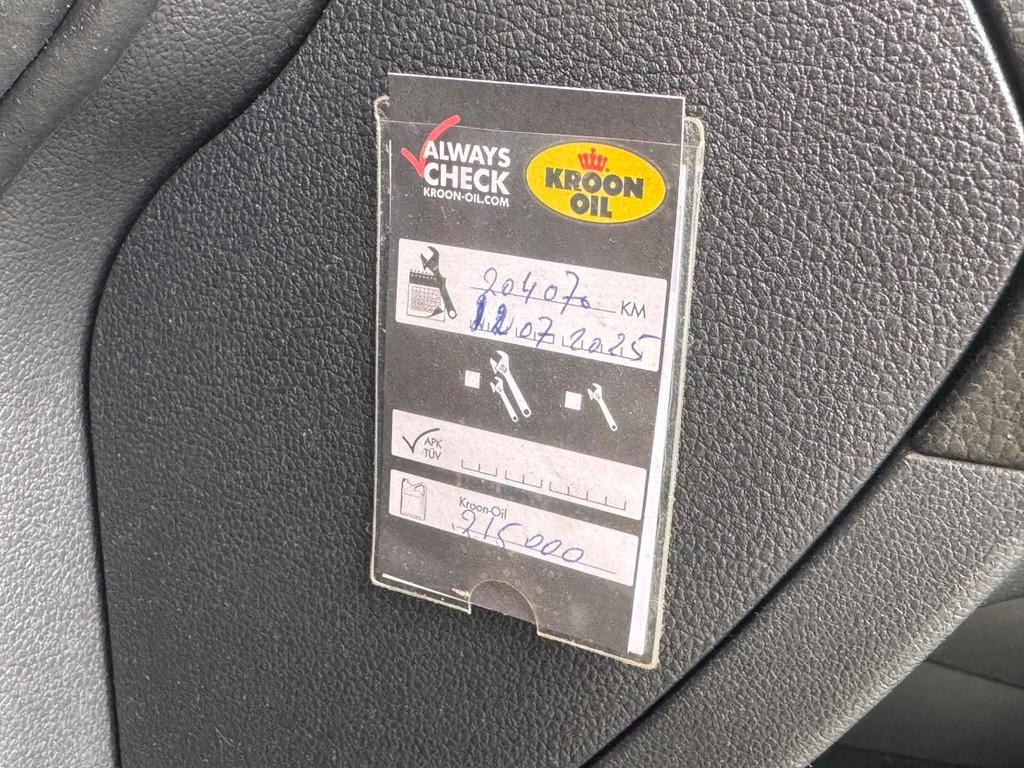 ALWAYS
CHECK
KROON-OIL.COM
KROON
OIL
204070 KM
12 07 2025
APK
TÜV
Kroon-Oil
215000